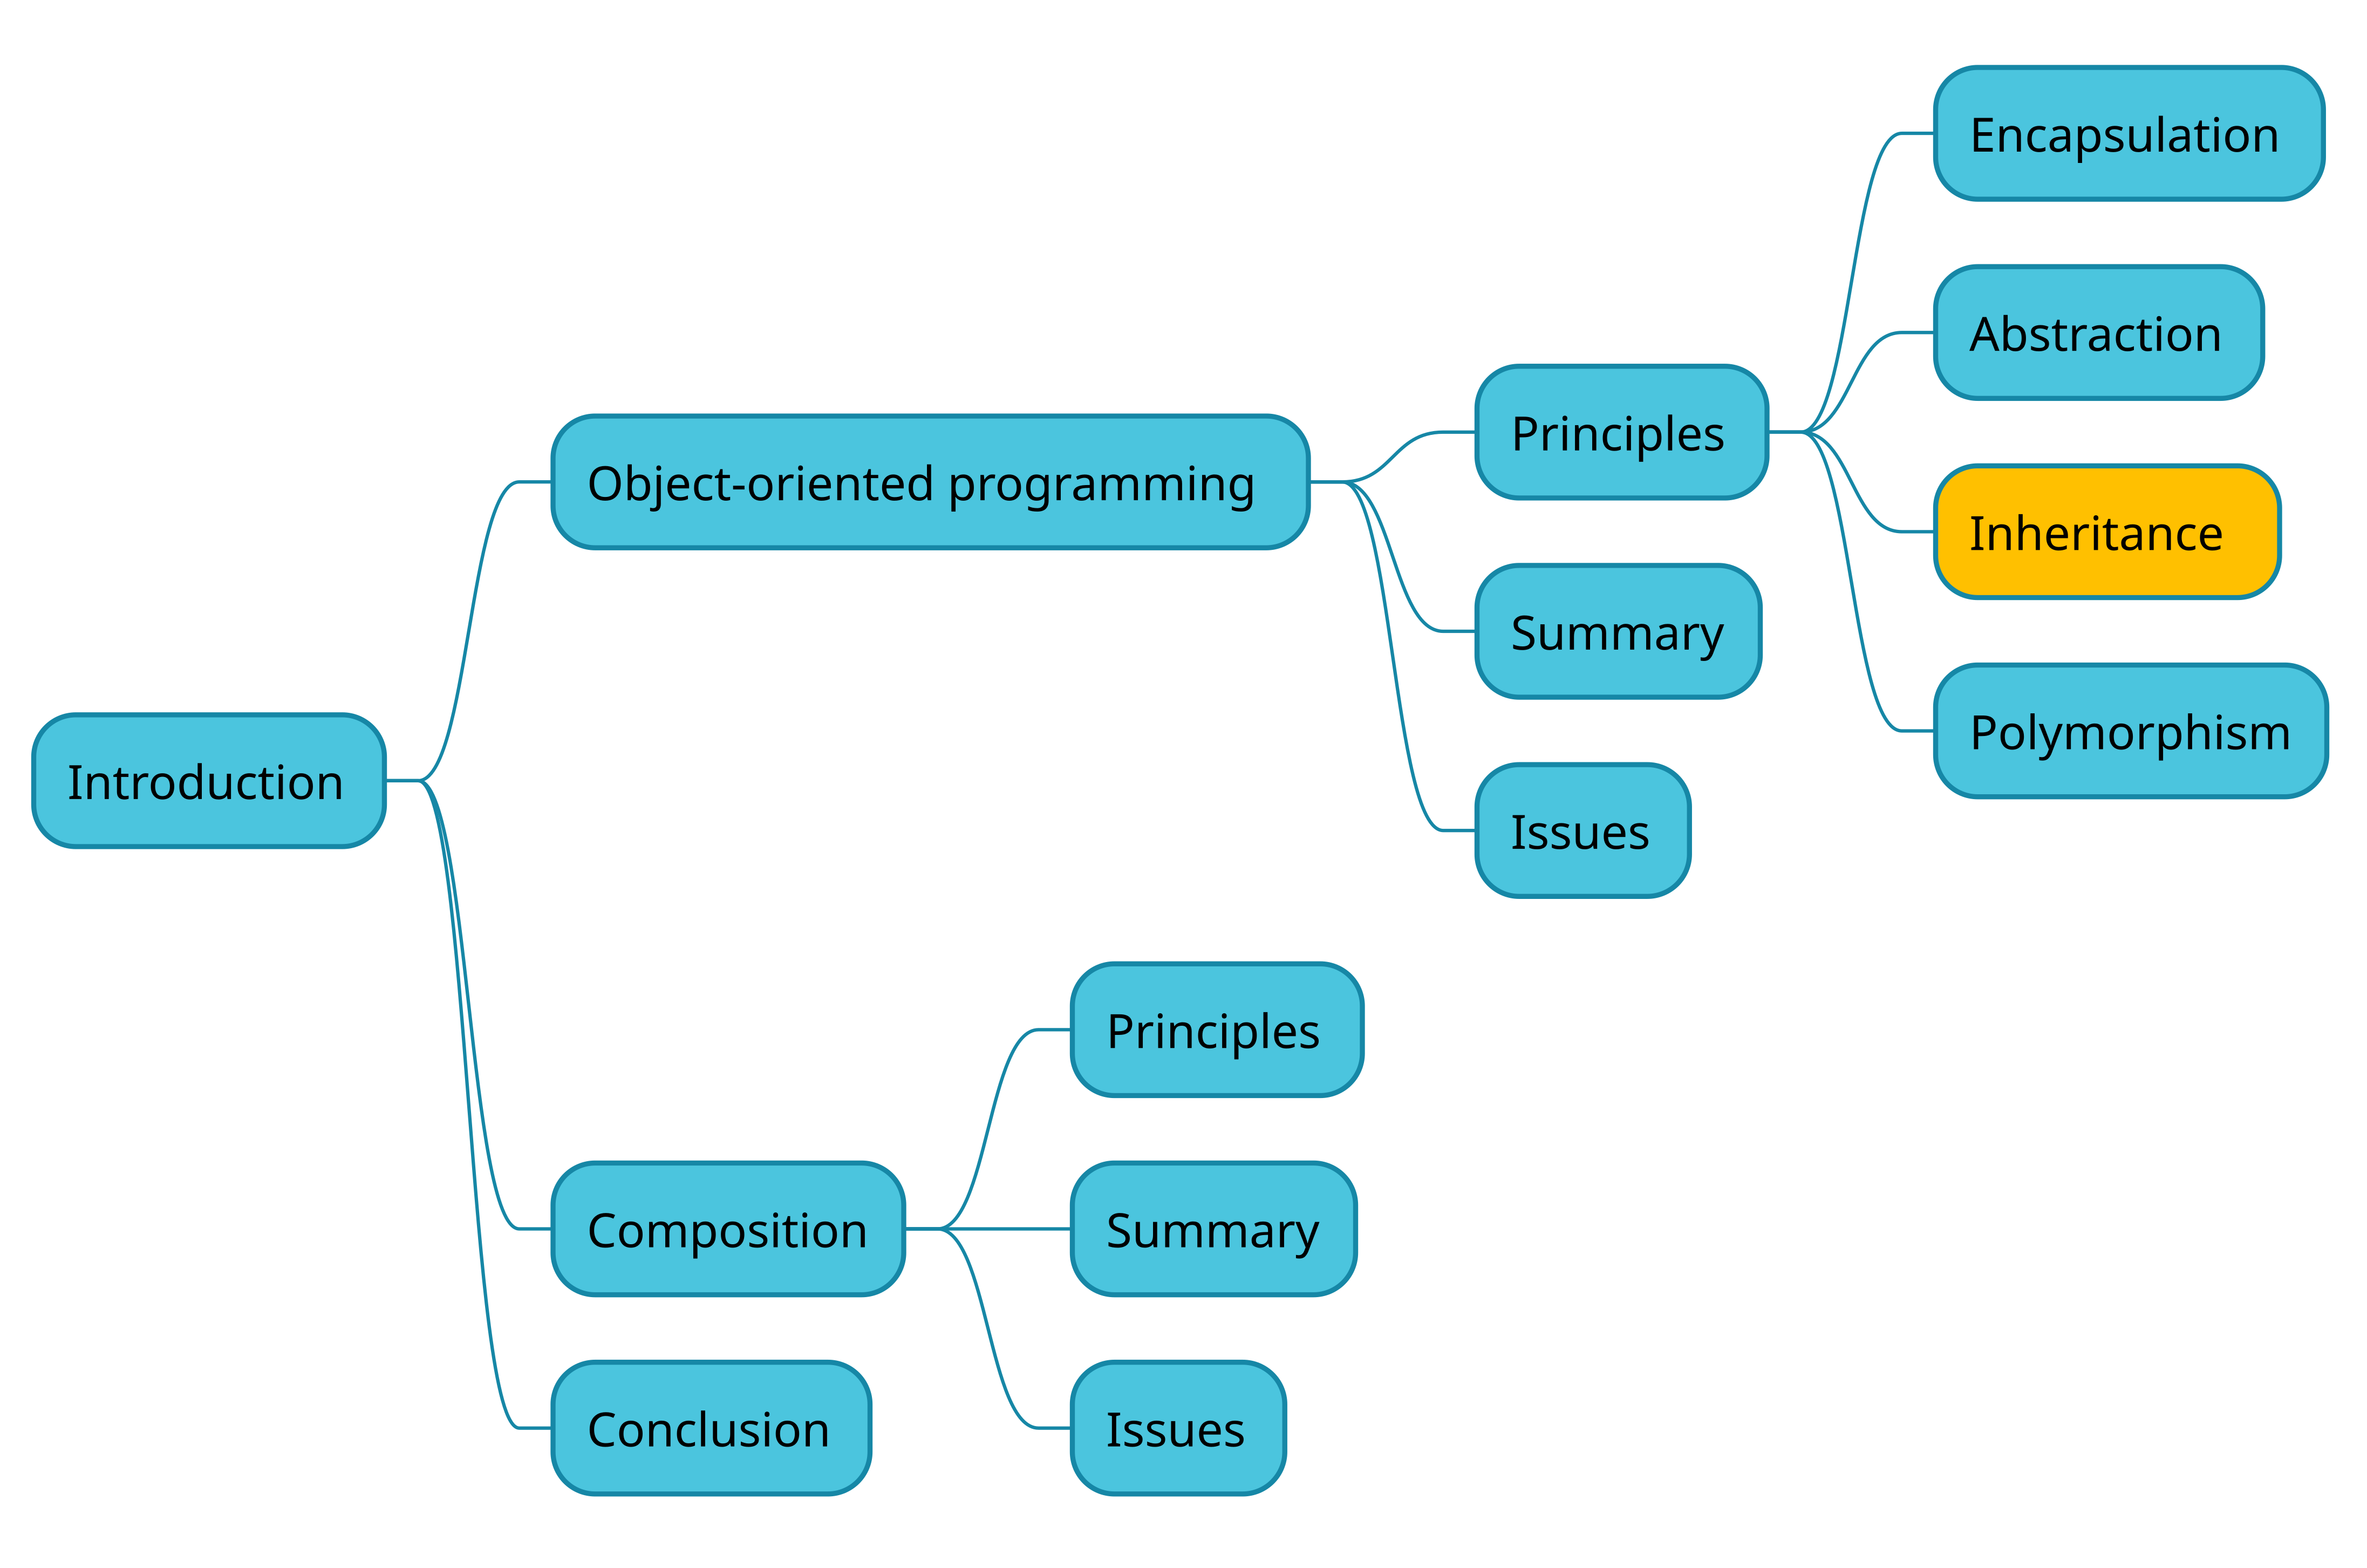 Introduction
Object-oriented programming
Principles
Encapsulation
Abstraction
Inheritance
Polymorphism
Summary
Issues
Composition
Principles
Summary
Issues
Conclusion